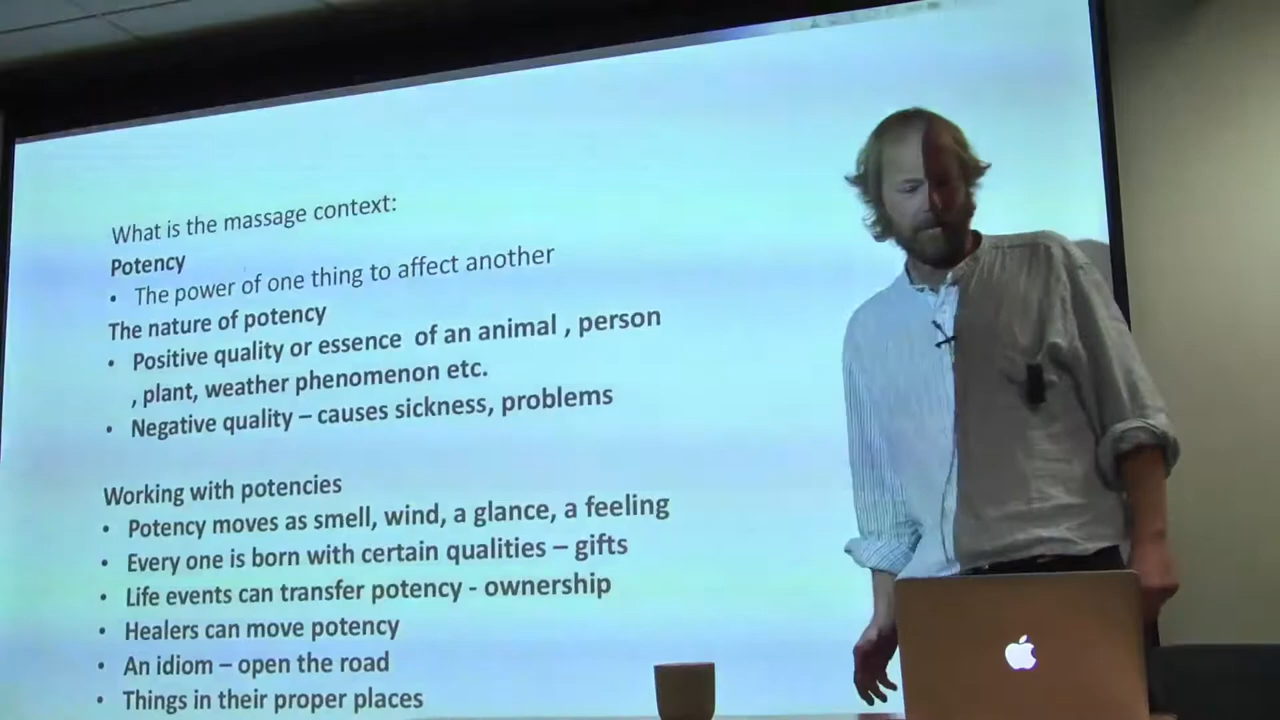 What is the massage context:
Potency
• The power of one thing to affect another
The nature of potency
• Positive quality or essence of an animal , person
, plant, weather phenomenon etc.
• Negative quality – causes sickness, problems
Working with potencies
• Potency moves as smell, wind, a glance, a feeling
• Every one is born with certain qualities – gifts
• Life events can transfer potency - ownership
• Healers can move potency
• An idiom – open the road
• Things in their proper places